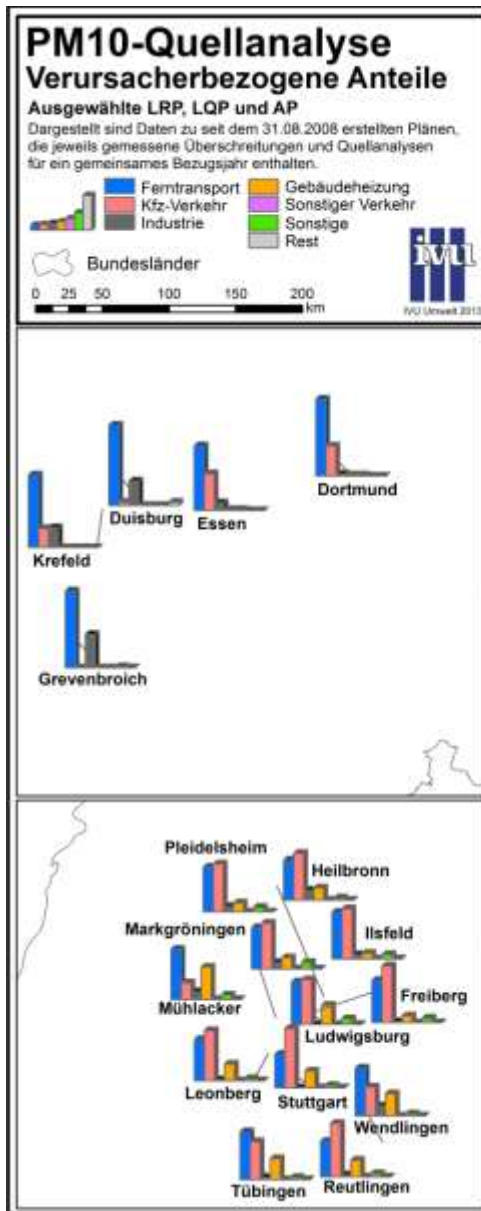 PM10-Quellanalyse
Verursacherbezogene Anteile
Ausgewählte LRP, LQP und AP
Dargestellt sind Daten zu seit dem 31.08.2008 erstellten Plänen,
die jeweils gemessene Überschreitungen und Quellanalysen
für ein gemeinsames Bezugsjahr enthalten.
Ferntransport
Gebäudeheizung
Kfz-Verkehr
Sonstiger Verkehr
Industrie
Sonstige
Rest
Bundesländer
ivu
0 25 50 100 150 200
km
IVU Umwelt 2013
Dortmund
Duisburg
Essen
Krefeld
Grevenbroich
Pleidelsheim
Heilbronn
Markgröningen
Ilsfeld
Mühlacker
Freiberg
Ludwigsburg
Leonberg
Stuttgart
Wendlingen
Tübingen
Reutlingen